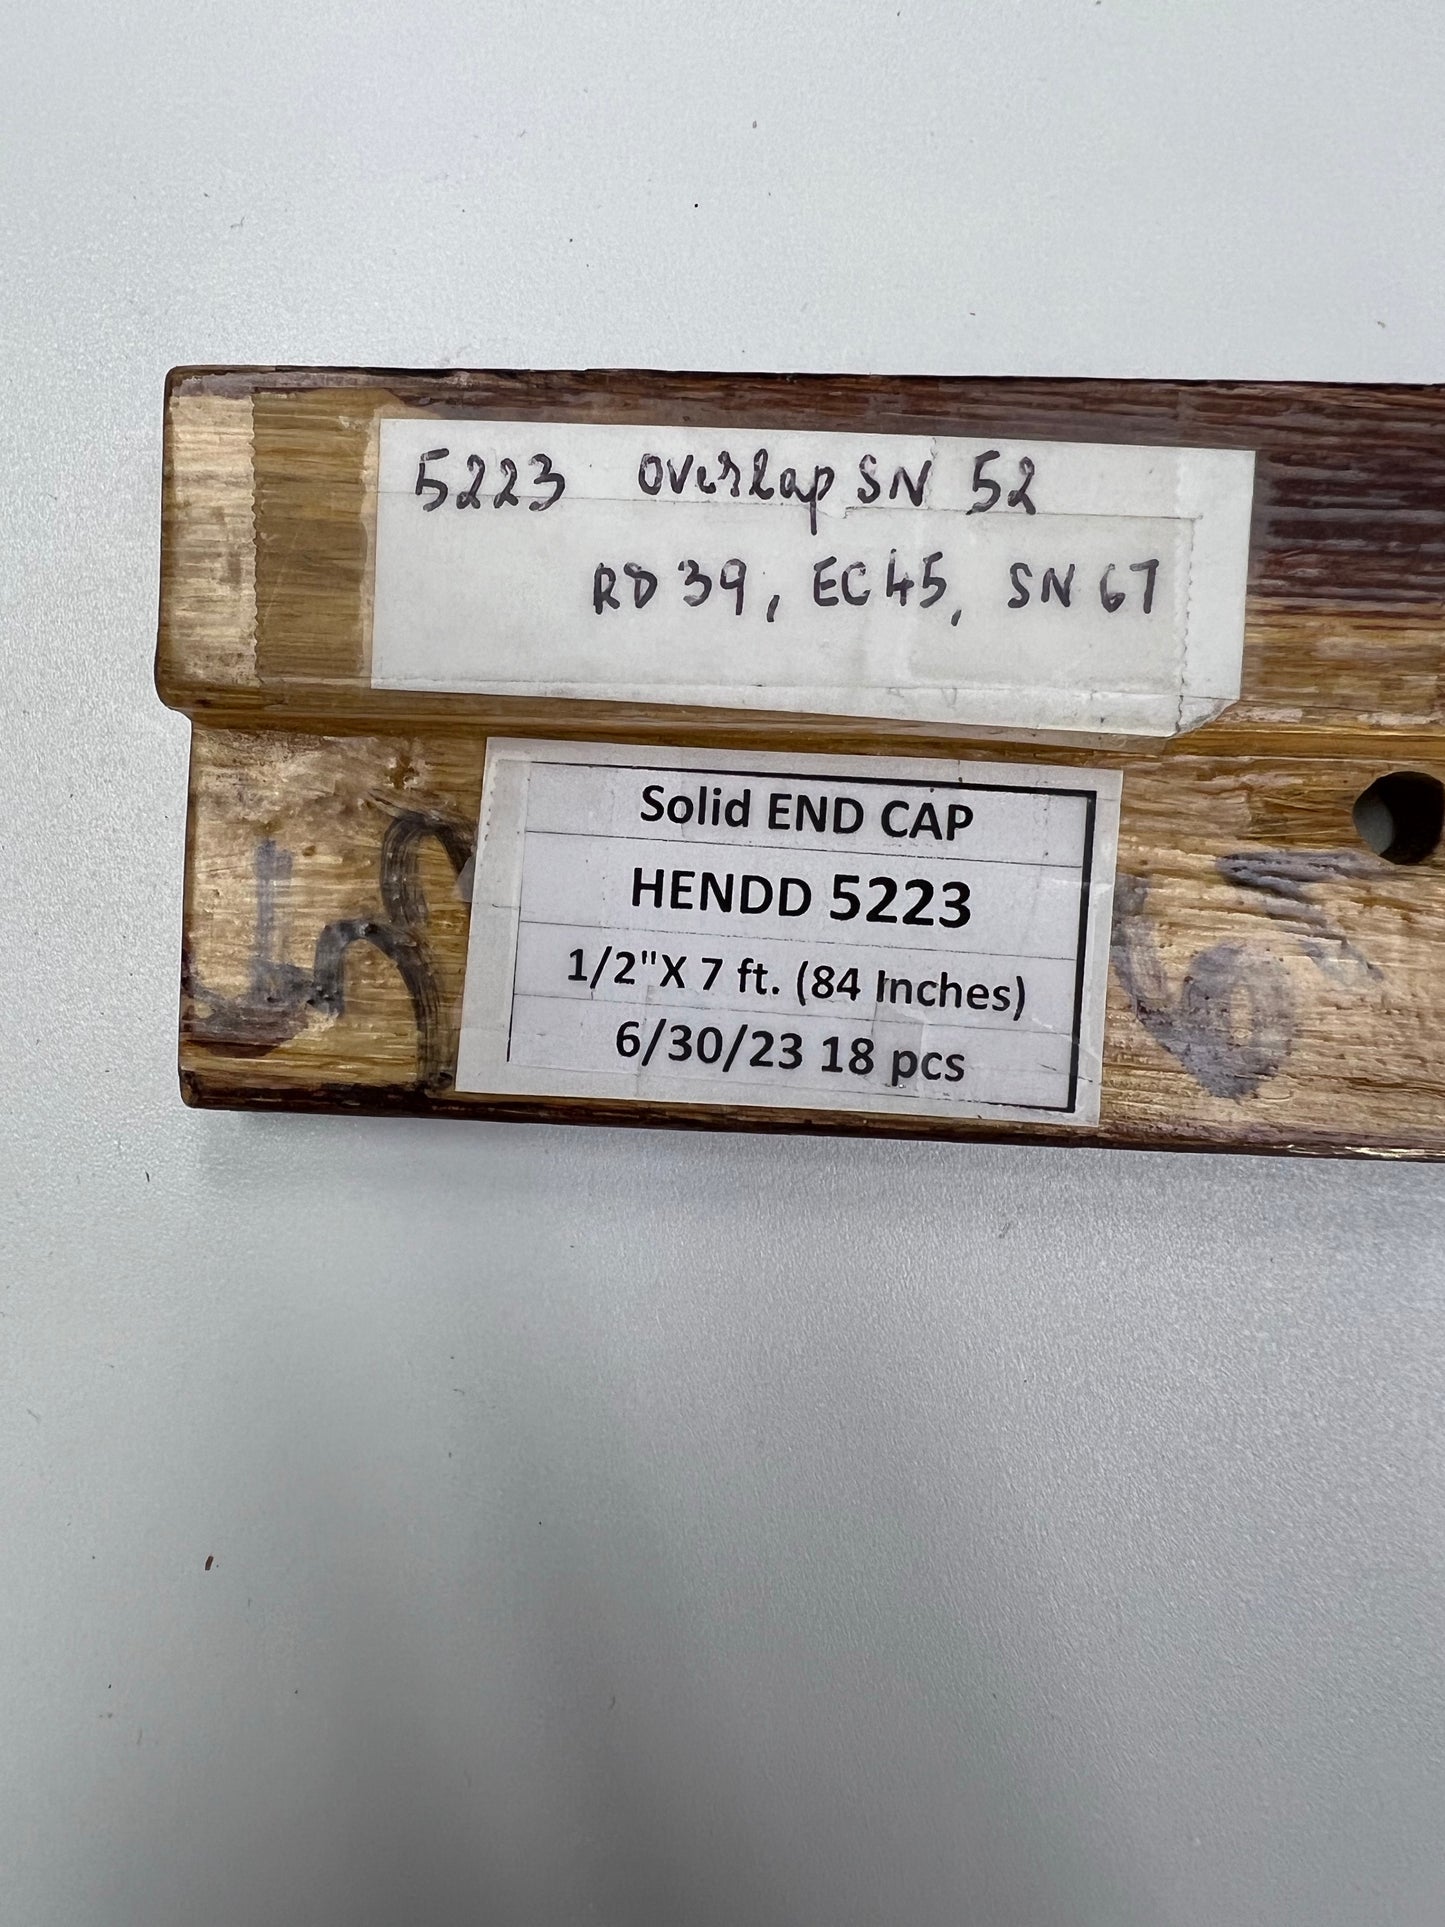 5223 Overlap SN 52
RD 39, EC 45, SN 67
Solid END CAP
HENDD 5223
1/2"X 7 ft. (84 Inches)
6/30/23 18 pcs